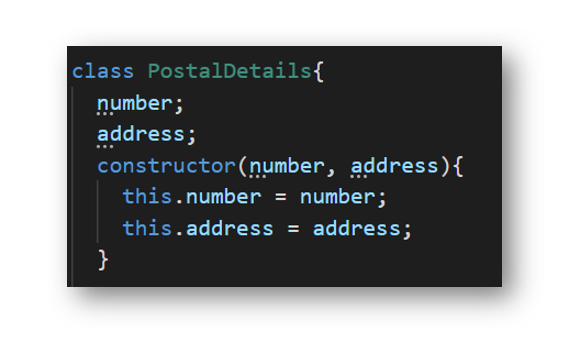 class PostalDetails{
number;
address;
constructor(number, address){
this.number = number;
this.address = address;
}